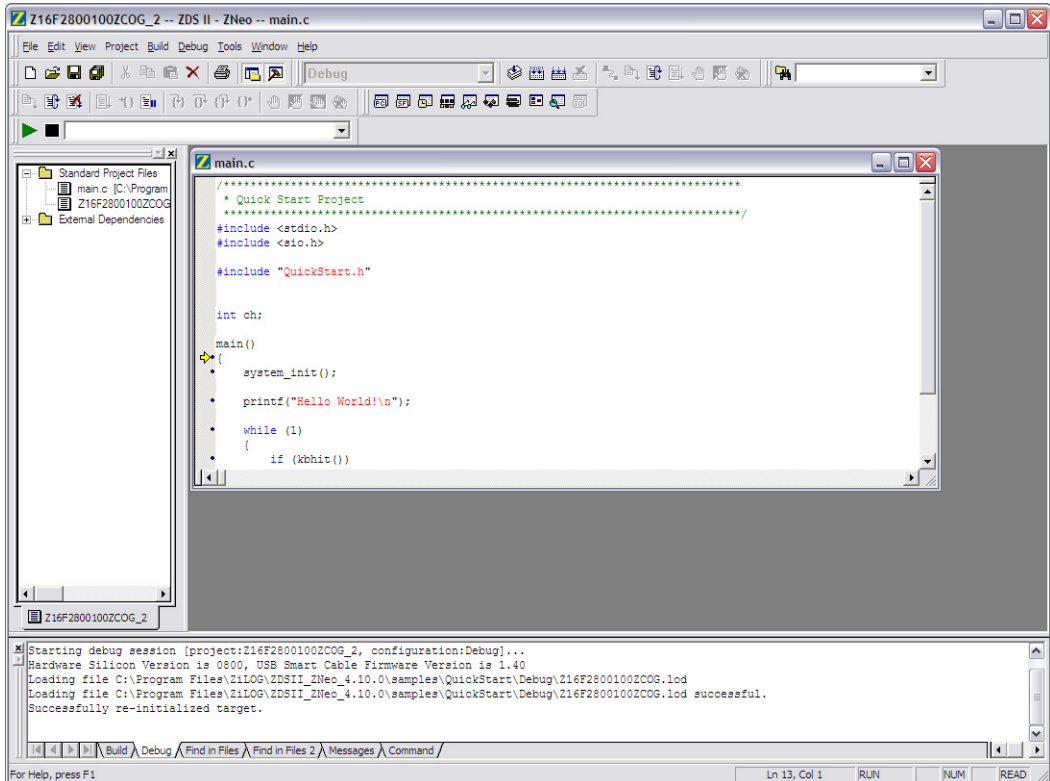 Z16F2800100ZCOG_2 -- ZDS II - ZNeo -- main.c
File Edit View Project Build Debug Tools Window Help
Debug
Standard Project Files
main.c [C:\Program
Z16F2800100ZCOG
External Dependencies
Z16F2800100ZCOG_2
main.c
/*****************************************************************************
* Quick Start Project
*****************************************************************************/
#include <stdio.h>
#include <sio.h>
#include "QuickStart.h"
int ch;
main()
{
system_init();
printf("Hello World!\n");
while (1)
{
if (kbhit())
Starting debug session [project:Z16F2800100ZCOG_2, configuration:Debug]...
Hardware Silicon Version is 0800, USB Smart Cable Firmware Version is 1.40
Loading file C:\Program Files\ZiLOG\ZDSII_ZNeo_4.10.0\samples\QuickStart\Debug\Z16F2800100ZCOG.lod
Loading file C:\Program Files\ZiLOG\ZDSII_ZNeo_4.10.0\samples\QuickStart\Debug\Z16F2800100ZCOG.lod successful.
Successfully re-initialized target.
Build Debug Find in Files Find in Files 2 Messages Command
For Help, press F1 Ln 13, Col 1 RUN NUM READ